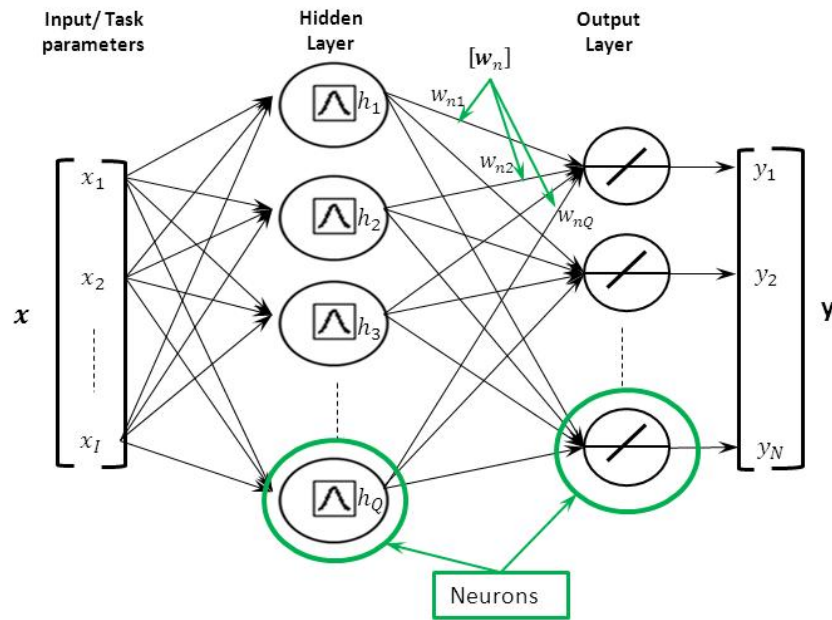 Input/ Task
parameters
Hidden
Layer
Output
Layer
[w_n]
w_n1
w_n2
w_nQ
h_1
h_2
h_3
h_Q
x
x_1
x_2
x_I
y_1
y_2
y_N
y
Neurons